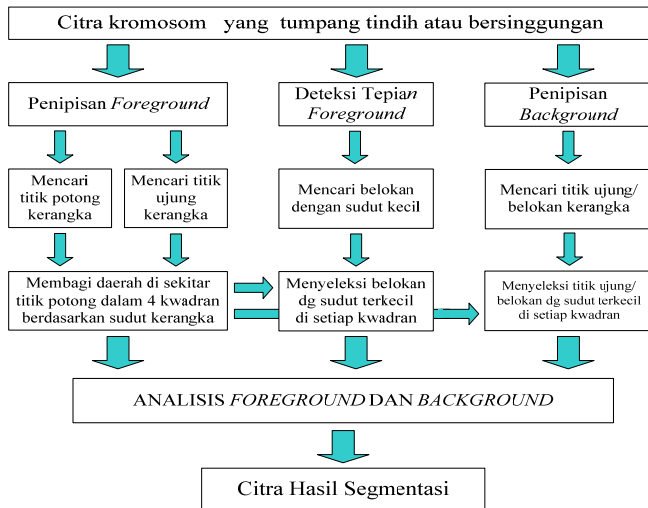 Citra kromosom yang tumpang tindih atau bersinggungan
Penipisan Foreground
Deteksi Tepian
Foreground
Penipisan
Background
Mencari
titik potong
kerangka
Mencari titik
ujung
kerangka
Mencari belokan
dengan sudut kecil
Mencari titik ujung/
belokan kerangka
Membagi daerah di sekitar
titik potong dalam 4 kwadran
berdasarkan sudut kerangka
Menyeleksi belokan
dg sudut terkecil
di setiap kwadran
Menyeleksi titik ujung/
belokan dg sudut terkecil
di setiap kwadran
ANALISIS FOREGROUND DAN BACKGROUND
Citra Hasil Segmentasi